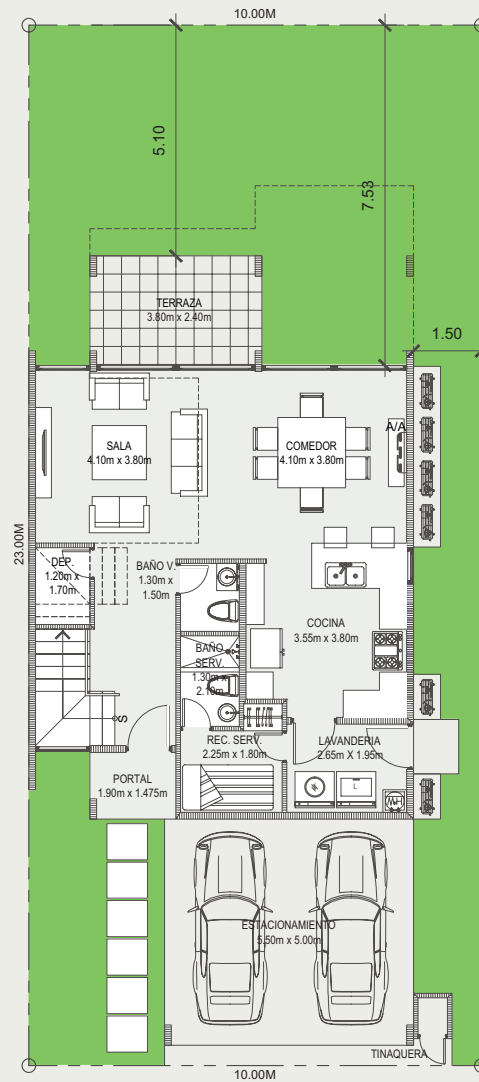 10.00M
5.10
7.53
TERRAZA
3.80m x 2.40m
1.50
SALA
4.10m x 3.80m
COMEDOR
4.10m x 3.80m
A/A
23.00M
DEP.
1.20m x
1.70m
BAÑO V.
1.30m x
1.50m
COCINA
3.55m x 3.80m
BAÑO
SERV.
1.30m x
2.10m
S
REC. SERV.
2.25m x 1.80m
LAVANDERIA
2.65m X 1.95m
PORTAL
1.90m x 1.475m
L
WH
ESTACIONAMIENTO
5.50m x 5.00m
TINAQUERA
10.00M